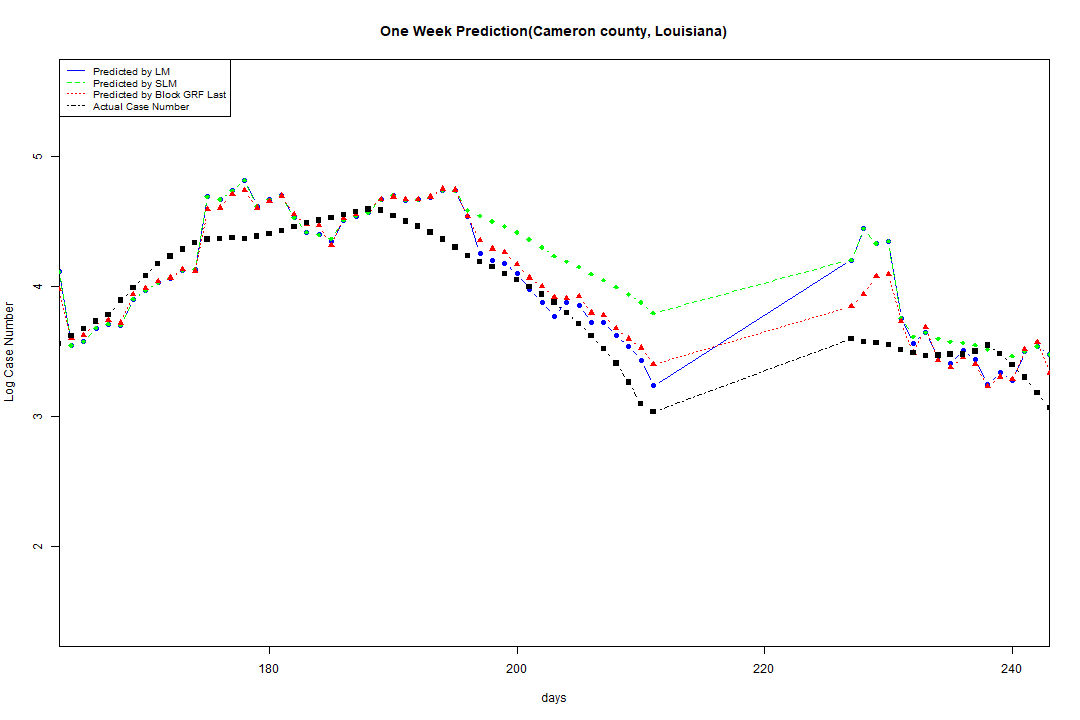 One Week Prediction(Cameron county, Louisiana)
Predicted by LM
Predicted by SLM
Predicted by Block GRF Last
Actual Case Number
5
4
3
2
Log Case Number
180
200
220
240
days